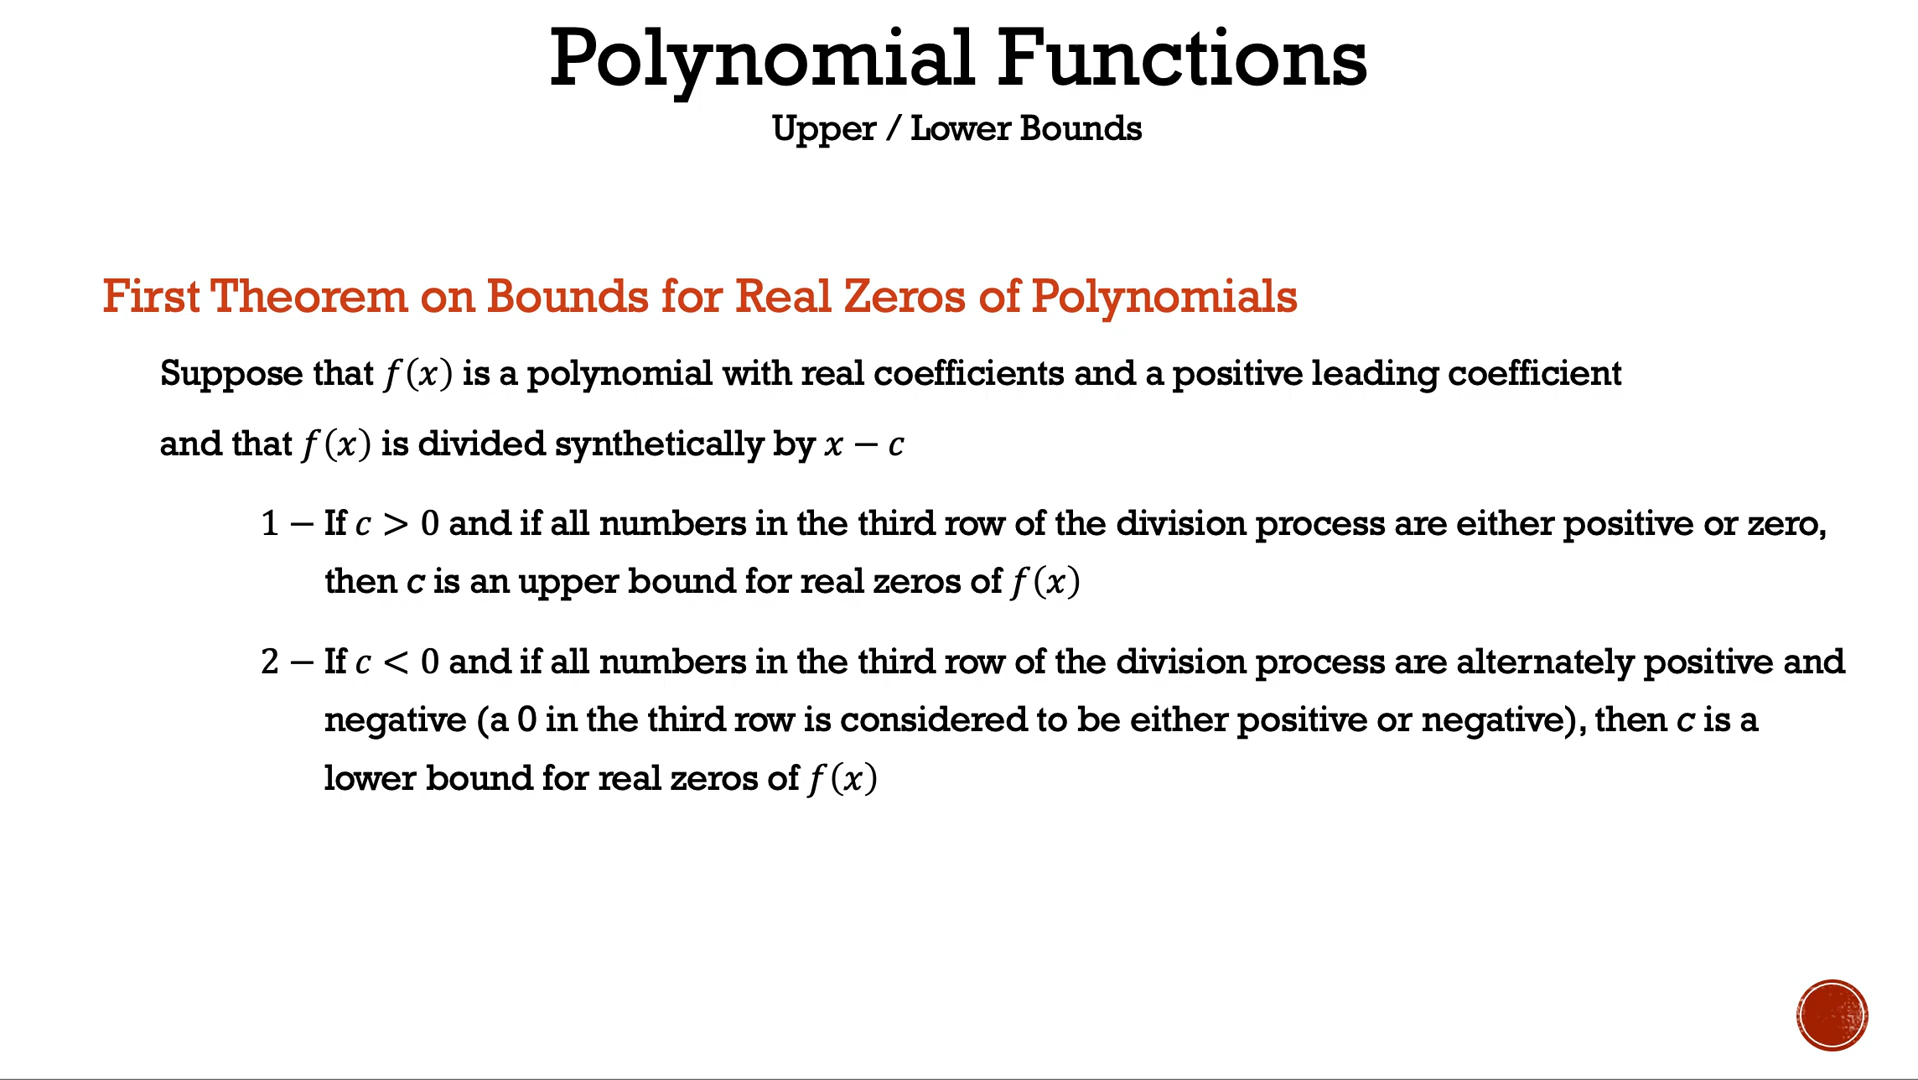 Polynomial Functions
Upper / Lower Bounds
First Theorem on Bounds for Real Zeros of Polynomials
Suppose that f(x) is a polynomial with real coefficients and a positive leading coefficient
and that f(x) is divided synthetically by x − c
1 − If c > 0 and if all numbers in the third row of the division process are either positive or zero,
then c is an upper bound for real zeros of f(x)
2 − If c < 0 and if all numbers in the third row of the division process are alternately positive and
negative (a 0 in the third row is considered to be either positive or negative), then c is a
lower bound for real zeros of f(x)